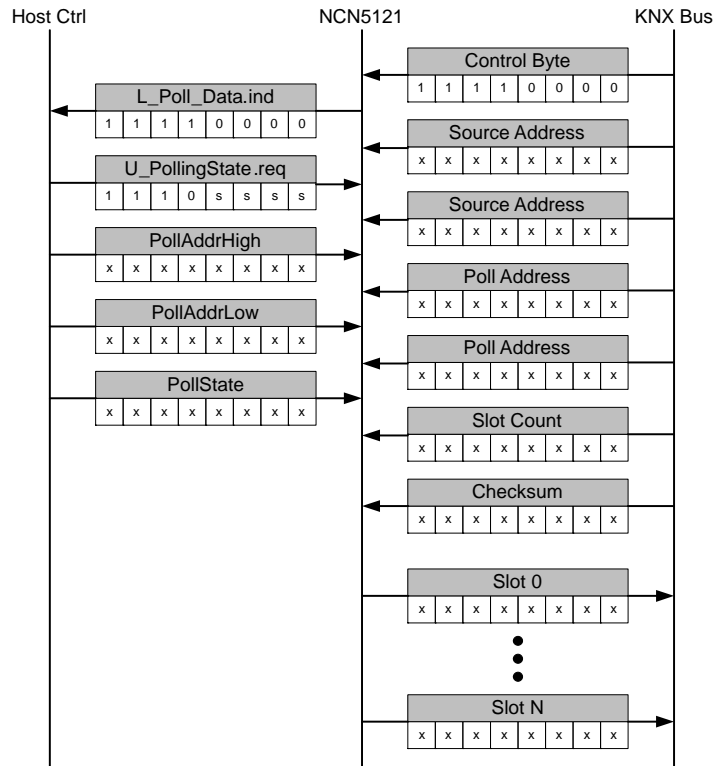 Host Ctrl NCN5121 KNX Bus
Control Byte
1 1 1 1 0 0 0 0
L_Poll_Data.ind
1 1 1 1 0 0 0 0
Source Address
x x x x x x x x
U_PollingState.req
1 1 1 0 s s s s
Source Address
x x x x x x x x
PollAddrHigh
x x x x x x x x
Poll Address
x x x x x x x x
PollAddrLow
x x x x x x x x
Poll Address
x x x x x x x x
PollState
x x x x x x x x
Slot Count
x x x x x x x x
Checksum
x x x x x x x x
Slot 0
x x x x x x x x
Slot N
x x x x x x x x